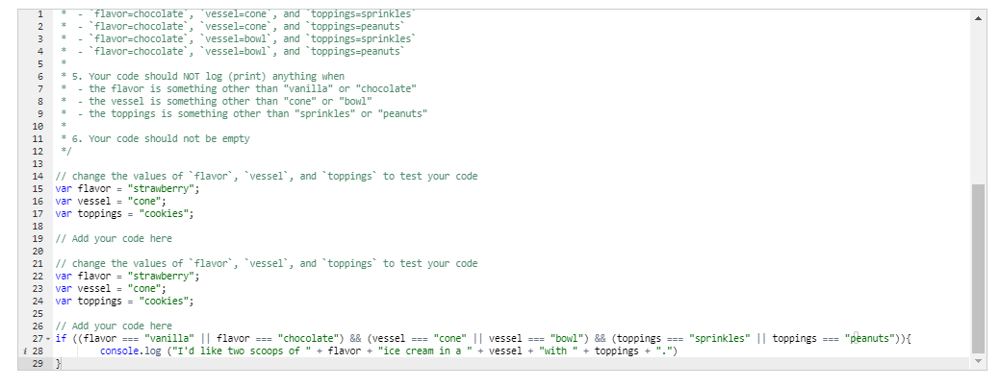 1 * - `flavor=chocolate`, `vessel=cone`, and `toppings=sprinkles`
2 * - `flavor=chocolate`, `vessel=cone`, and `toppings=peanuts`
3 * - `flavor=chocolate`, `vessel=bowl`, and `toppings=sprinkles`
4 * - `flavor=chocolate`, `vessel=bowl`, and `toppings=peanuts`
5 *
6 * 5. Your code should NOT log (print) anything when
7 * - the flavor is something other than "vanilla" or "chocolate"
8 * - the vessel is something other than "cone" or "bowl"
9 * - the toppings is something other than "sprinkles" or "peanuts"
10 *
11 * 6. Your code should not be empty
12 */
13
14 // change the values of `flavor`, `vessel`, and `toppings` to test your code
15 var flavor = "strawberry";
16 var vessel = "cone";
17 var toppings = "cookies";
18
19 // Add your code here
20
21 // change the values of `flavor`, `vessel`, and `toppings` to test your code
22 var flavor = "strawberry";
23 var vessel = "cone";
24 var toppings = "cookies";
25
26 // Add your code here
27 if ((flavor === "vanilla" || flavor === "chocolate") && (vessel === "cone" || vessel === "bowl") && (toppings === "sprinkles" || toppings === "peanuts")){
i 28 console.log ("I'd like two scoops of " + flavor + "ice cream in a " + vessel + "with " + toppings + ".")
29 }